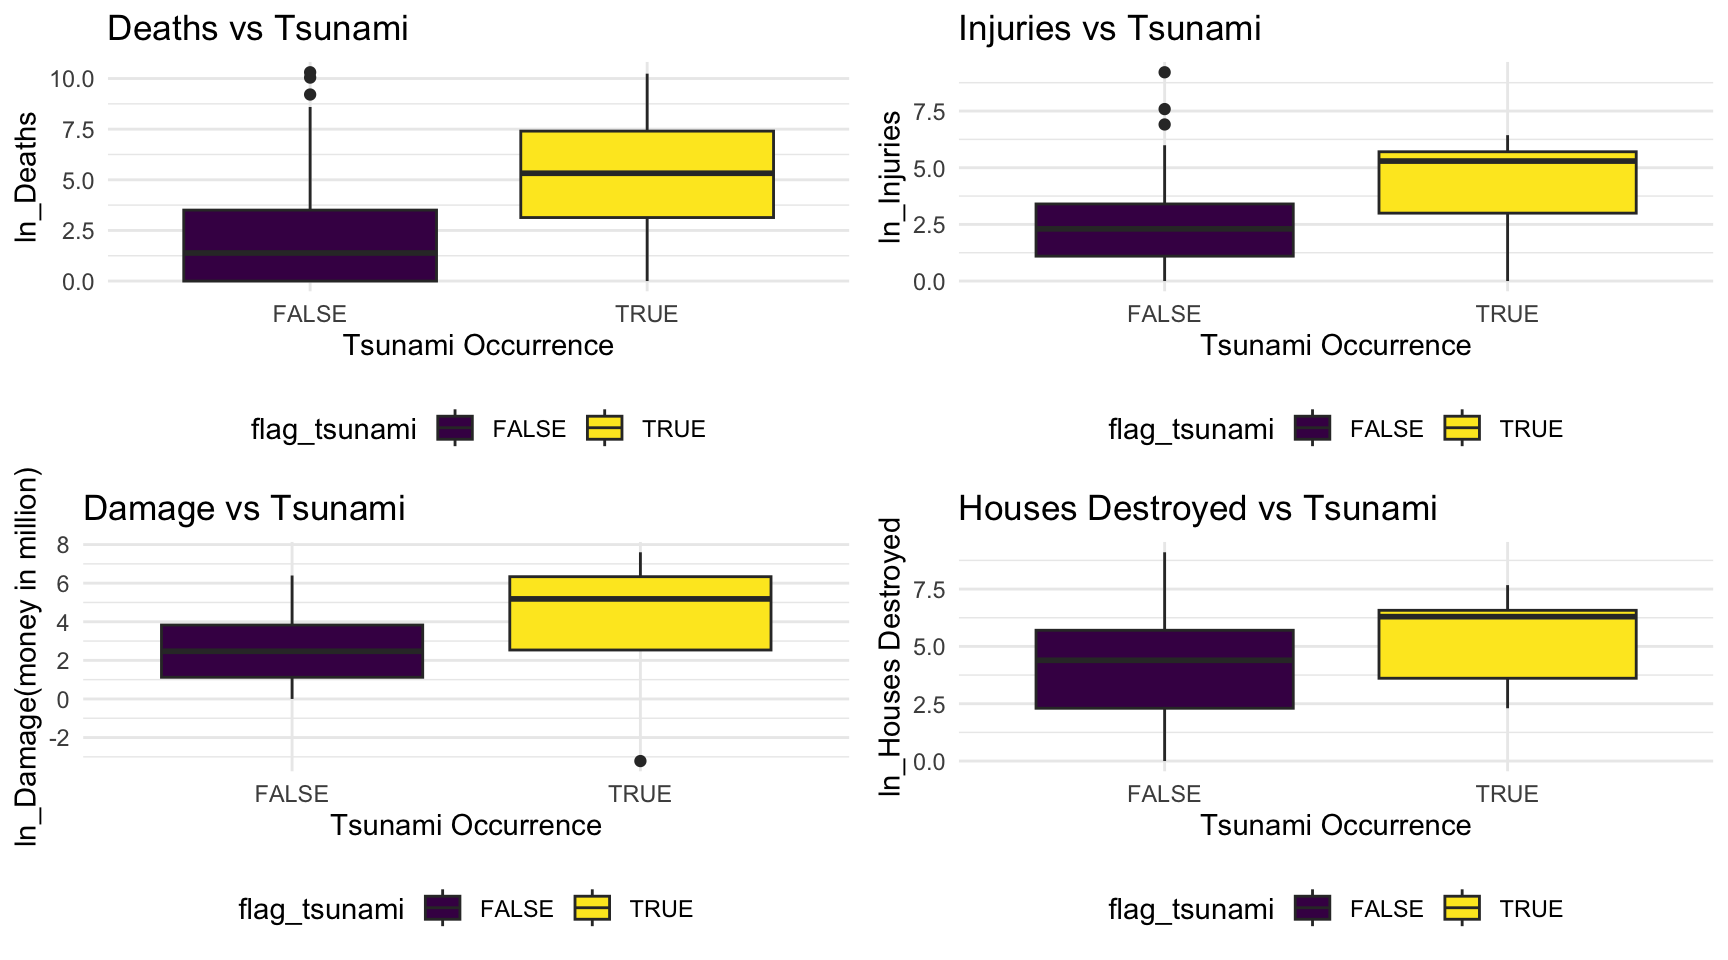 Deaths vs Tsunami
ln_Deaths
10.0
7.5
5.0
2.5
0.0
FALSE TRUE
Tsunami Occurrence
flag_tsunami FALSE TRUE
Injuries vs Tsunami
ln_Injuries
7.5
5.0
2.5
0.0
FALSE TRUE
Tsunami Occurrence
flag_tsunami FALSE TRUE
Damage vs Tsunami
ln_Damage(money in million)
8
6
4
2
0
-2
FALSE TRUE
Tsunami Occurrence
flag_tsunami FALSE TRUE
Houses Destroyed vs Tsunami
ln_Houses Destroyed
7.5
5.0
2.5
0.0
FALSE TRUE
Tsunami Occurrence
flag_tsunami FALSE TRUE